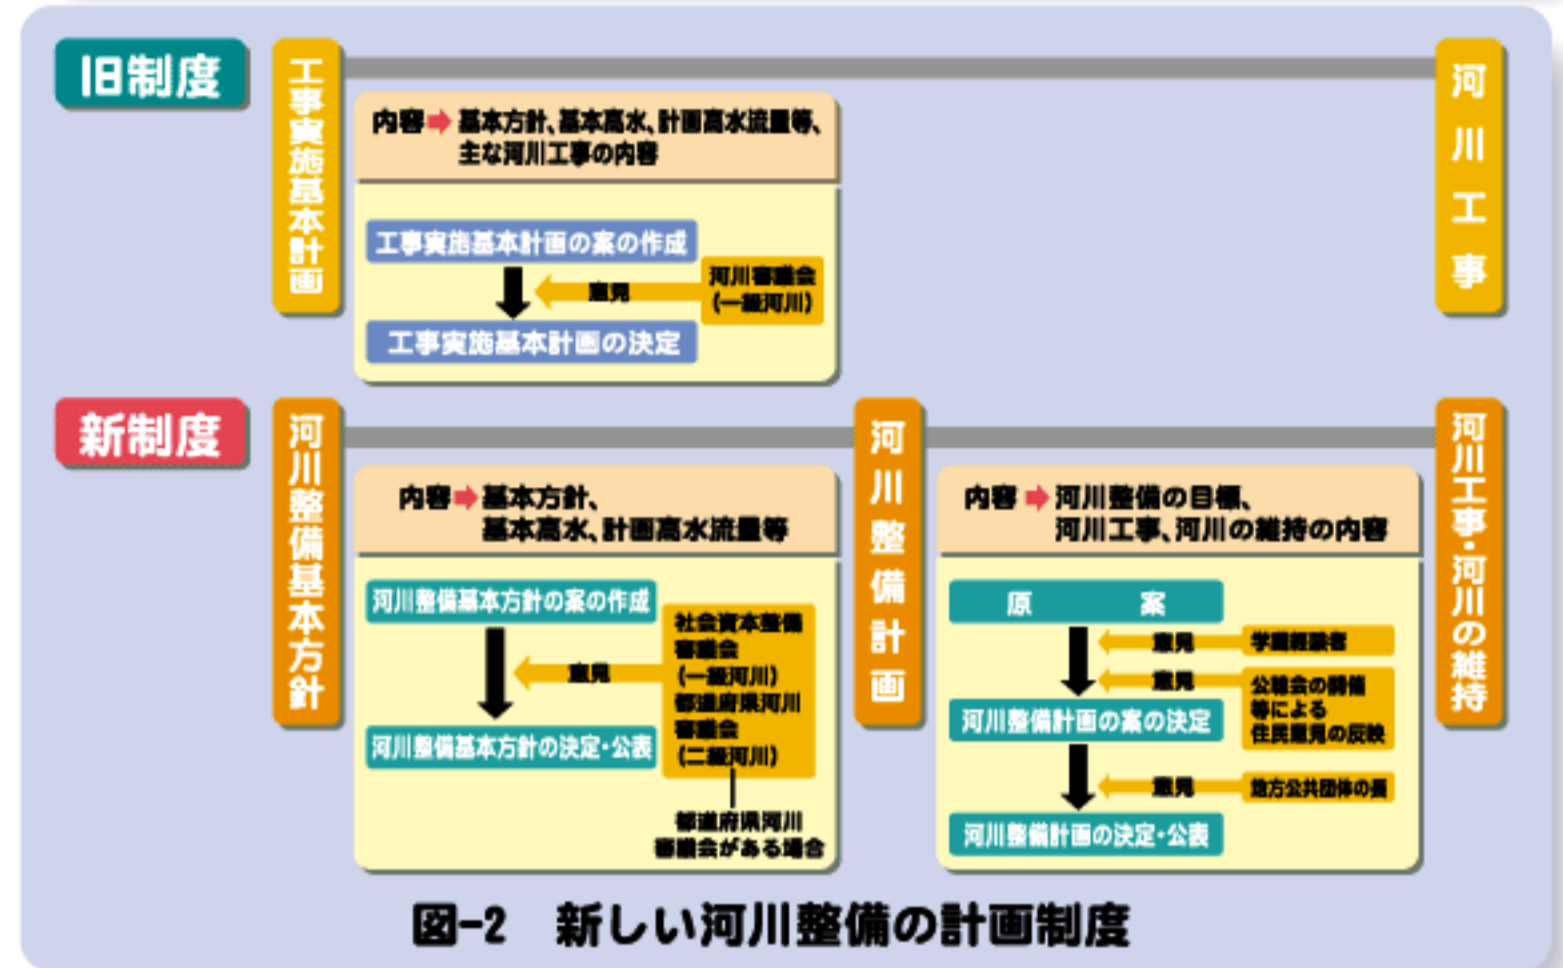 旧制度
工事実施基本計画
内容➡基本方針、基本高水、計画高水流量等、
主な河川工事の内容
工事実施基本計画の案の作成
意見
河川審議会
(一級河川)
工事実施基本計画の決定
河川工事
新制度
河川整備基本方針
内容➡基本方針、
基本高水、計画高水流量等
河川整備基本方針の案の作成
意見
社会資本整備
審議会
(一級河川)
都道府県河川
審議会
(二級河川)
河川整備基本方針の決定・公表
都道府県河川
審議会がある場合
河川整備計画
内容➡河川整備の目標、
河川工事、河川の維持の内容
原 案
意見
学識経験者
意見
公聴会の開催
等による
住民意見の反映
河川整備計画の案の決定
意見
地方公共団体の長
河川整備計画の決定・公表
河川工事・河川の維持
図-2 新しい河川整備の計画制度